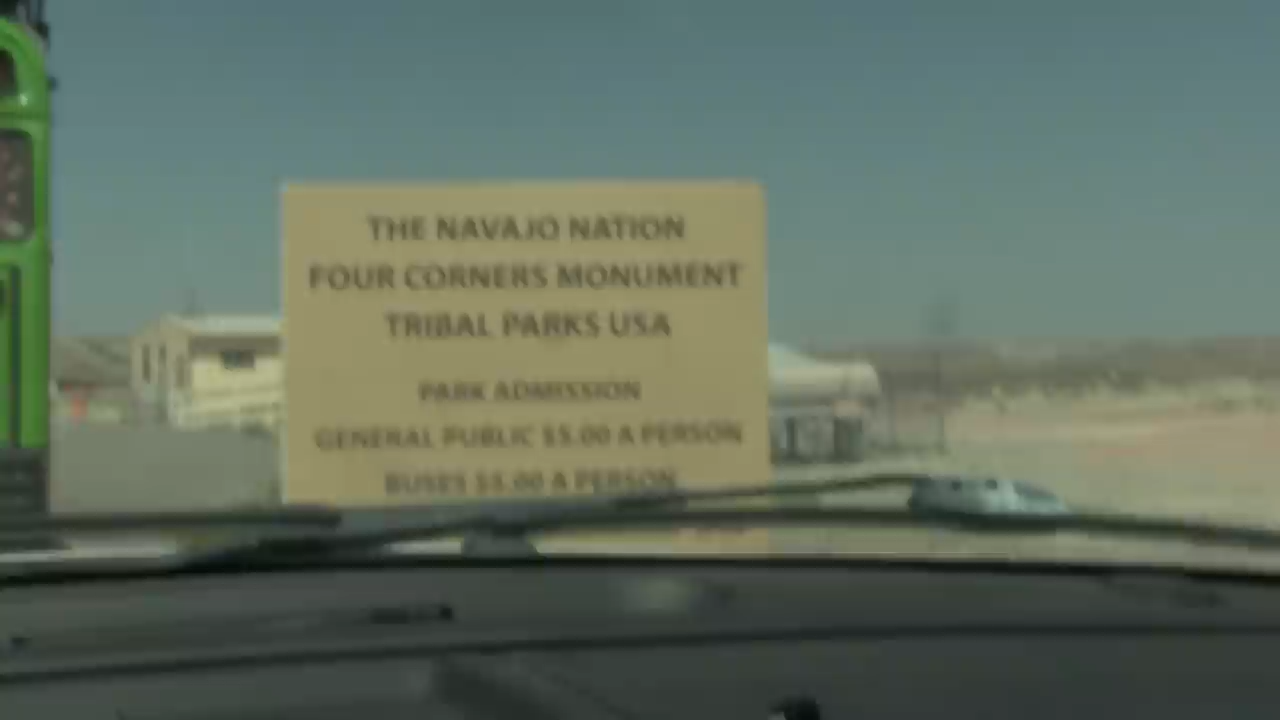 THE NAVAJO NATION
FOUR CORNERS MONUMENT
TRIBAL PARKS USA
PARK ADMISSION
GENERAL PUBLIC $5.00 A PERSON
BUSES $5.00 A PERSON